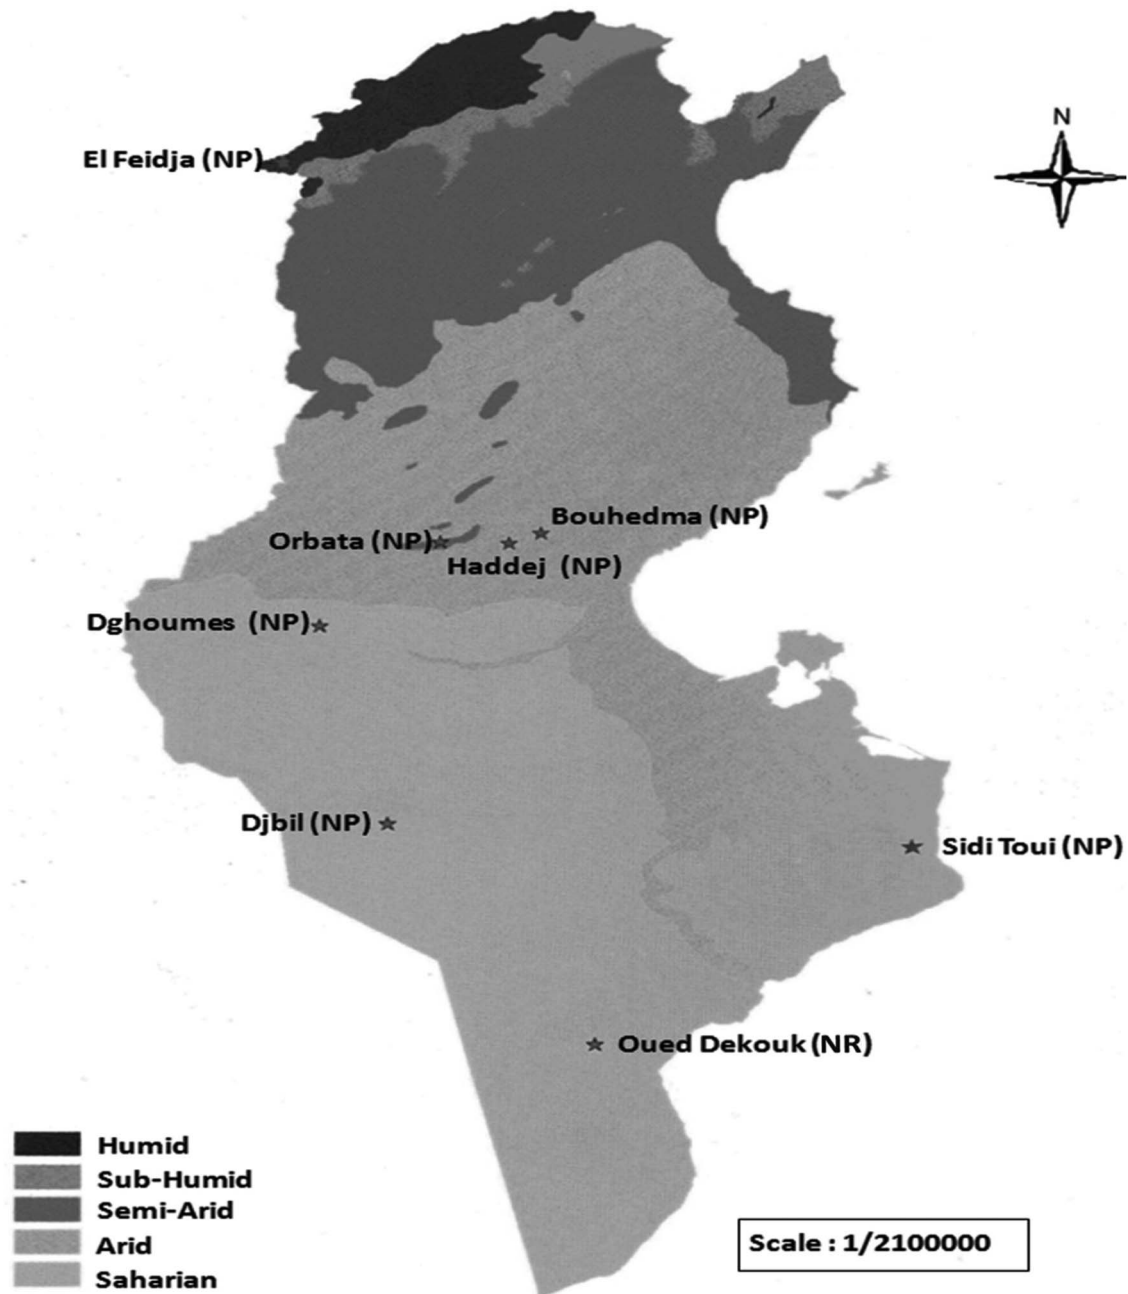 N
El Feidja (NP)
Bouhedma (NP)
Orbata (NP)
Haddej (NP)
Dghoumes (NP)
Djbil (NP)
Sidi Toui (NP)
Oued Dekouk (NR)
Humid
Sub-Humid
Semi-Arid
Arid
Saharian
Scale : 1/2100000